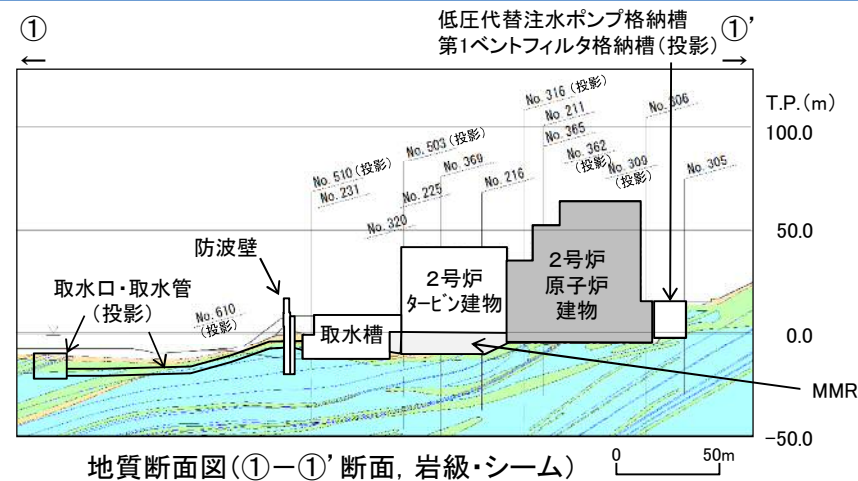 ①
低圧代替注水ポンプ格納槽
第1ベントフィルタ格納槽(投影)
①'
←
→
T.P.(m)
100.0
50.0
0.0
-50.0
No. 316 (投影)
No. 211
No. 365
No. 362
(投影)
No. 306
No. 309
(投影)
No. 305
No. 503 (投影)
No. 369
No. 510 (投影)
No. 231
No. 225
No. 216
No. 320
防波壁
取水口・取水管
(投影)
No. 610
(投影)
取水槽
2号炉
タービン建物
2号炉
原子炉
建物
MMR
地質断面図(①-①'断面, 岩級・シーム)
0
50m